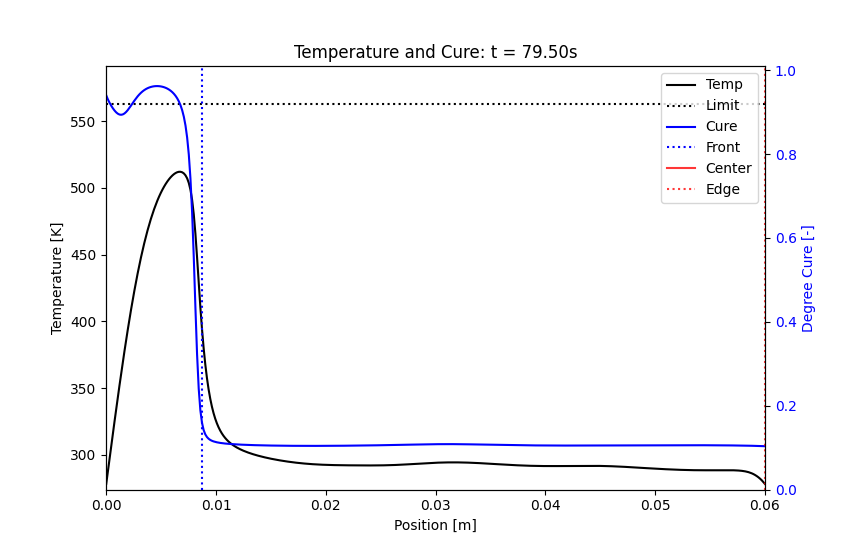 Temperature and Cure: t = 79.50s
Temp
Limit
Cure
Front
Center
Edge
550
500
450
400
350
300
Temperature [K]
1.0
0.8
0.6
0.4
0.2
0.0
Degree Cure [-]
0.00 0.01 0.02 0.03 0.04 0.05 0.06
Position [m]